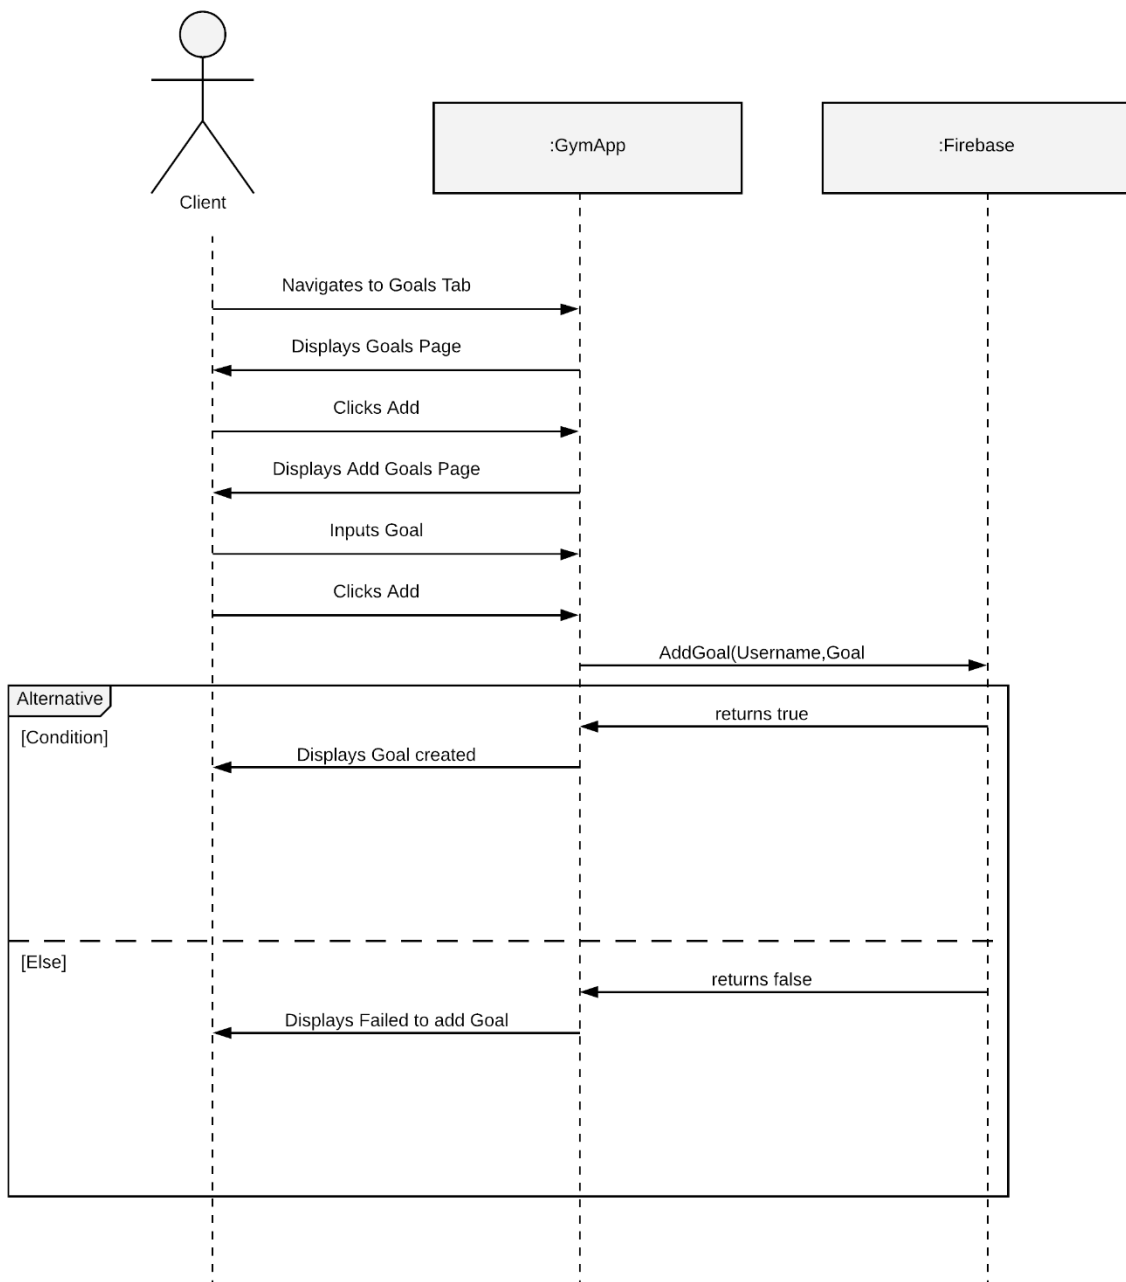 :GymApp
:Firebase
Client
Navigates to Goals Tab
Displays Goals Page
Clicks Add
Displays Add Goals Page
Inputs Goal
Clicks Add
AddGoal(Username,Goal
Alternative
returns true
[Condition]
Displays Goal created
[Else]
returns false
Displays Failed to add Goal